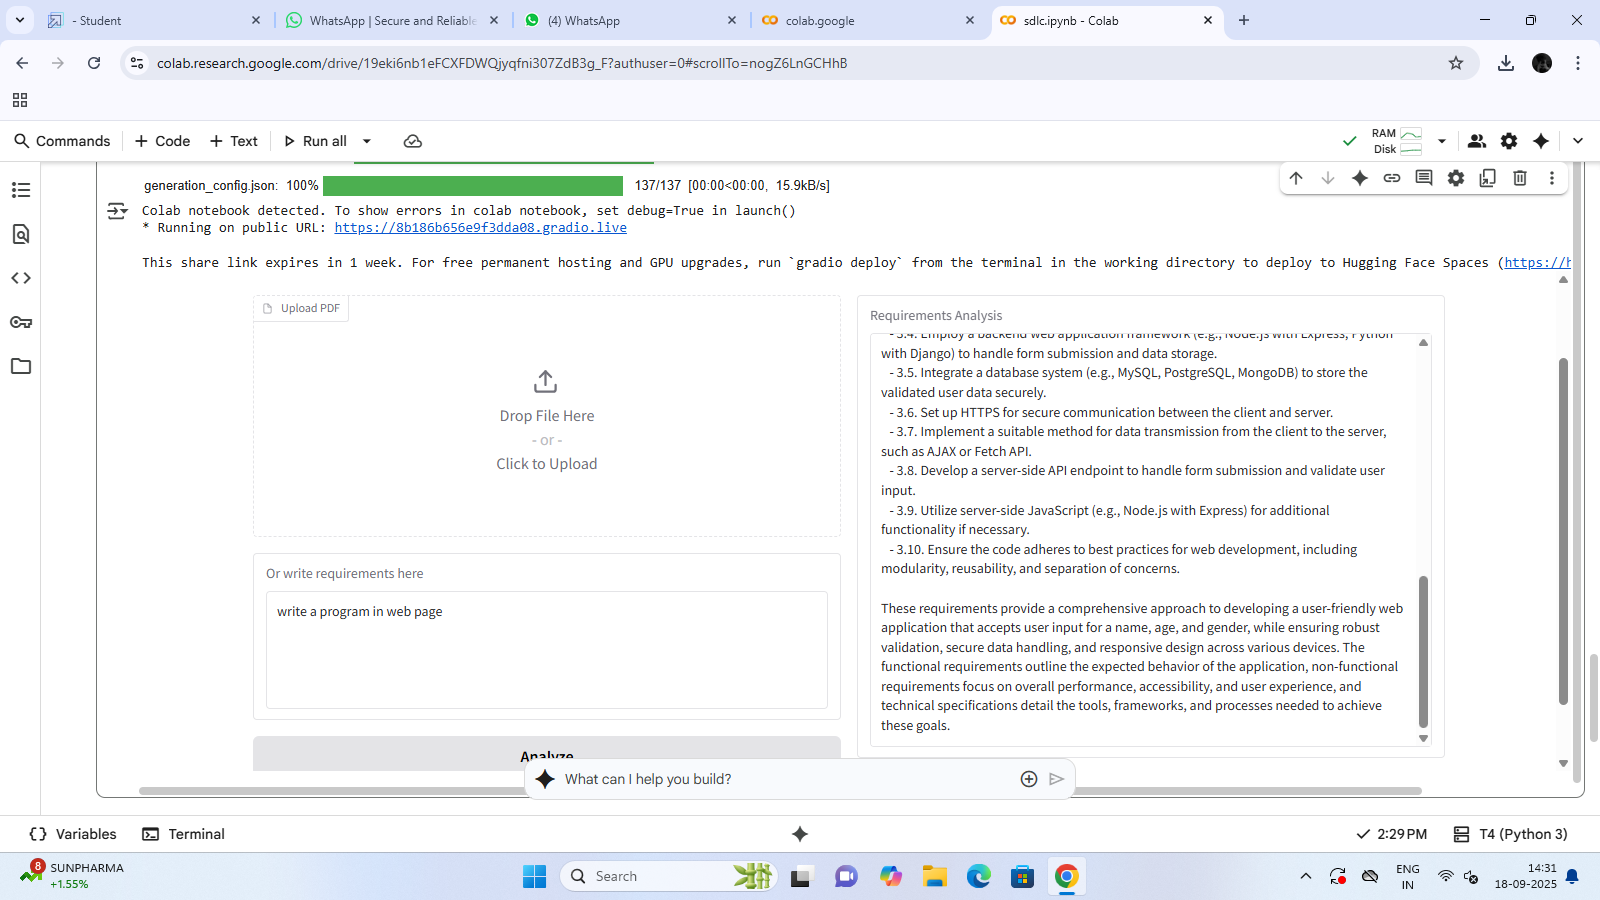 - Student
WhatsApp | Secure and Reliable
(4) WhatsApp
colab.google
sdlc.ipynb - Colab
colab.research.google.com/drive/19eki6nb1eFCXFDWQjyqfni307ZdB3g_F?authuser=0#scrollTo=nogZ6LnGCHhB
Commands
+ Code
+ Text
Run all
RAM
Disk
generation_config.json: 100% 137/137 [00:00<00:00, 15.9kB/s]
Colab notebook detected. To show errors in colab notebook, set debug=True in launch()
* Running on public URL: https://8b186b656e9f3dda08.gradio.live
This share link expires in 1 week. For free permanent hosting and GPU upgrades, run `gradio deploy` from the terminal in the working directory to deploy to Hugging Face Spaces (https://h
Upload PDF
Drop File Here
- or -
Click to Upload
Or write requirements here
write a program in web page
Analyze
Requirements Analysis
- 3.4. Employ a backend web application framework (e.g., Node.js with Express, Python
with Django) to handle form submission and data storage.
- 3.5. Integrate a database system (e.g., MySQL, PostgreSQL, MongoDB) to store the
validated user data securely.
- 3.6. Set up HTTPS for secure communication between the client and server.
- 3.7. Implement a suitable method for data transmission from the client to the server,
such as AJAX or Fetch API.
- 3.8. Develop a server-side API endpoint to handle form submission and validate user
input.
- 3.9. Utilize server-side JavaScript (e.g., Node.js with Express) for additional
functionality if necessary.
- 3.10. Ensure the code adheres to best practices for web development, including
modularity, reusability, and separation of concerns.
These requirements provide a comprehensive approach to developing a user-friendly web
application that accepts user input for a name, age, and gender, while ensuring robust
validation, secure data handling, and responsive design across various devices. The
functional requirements outline the expected behavior of the application, non-functional
requirements focus on overall performance, accessibility, and user experience, and
technical specifications detail the tools, frameworks, and processes needed to achieve
these goals.
What can I help you build?
Variables
Terminal
2:29 PM
T4 (Python 3)
8
SUNPHARMA
+1.55%
Search
ENG
IN
14:31
18-09-2025